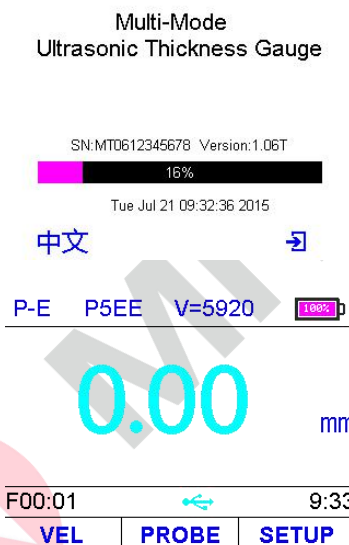 Multi-Mode
Ultrasonic Thickness Gauge
SN:MT0612345678 Version:1.06T
16%
Tue Jul 21 09:32:36 2015
中文
P-E P5EE V=5920 100%
0.00
mm
F00:01 9:33
VEL PROBE SETUP